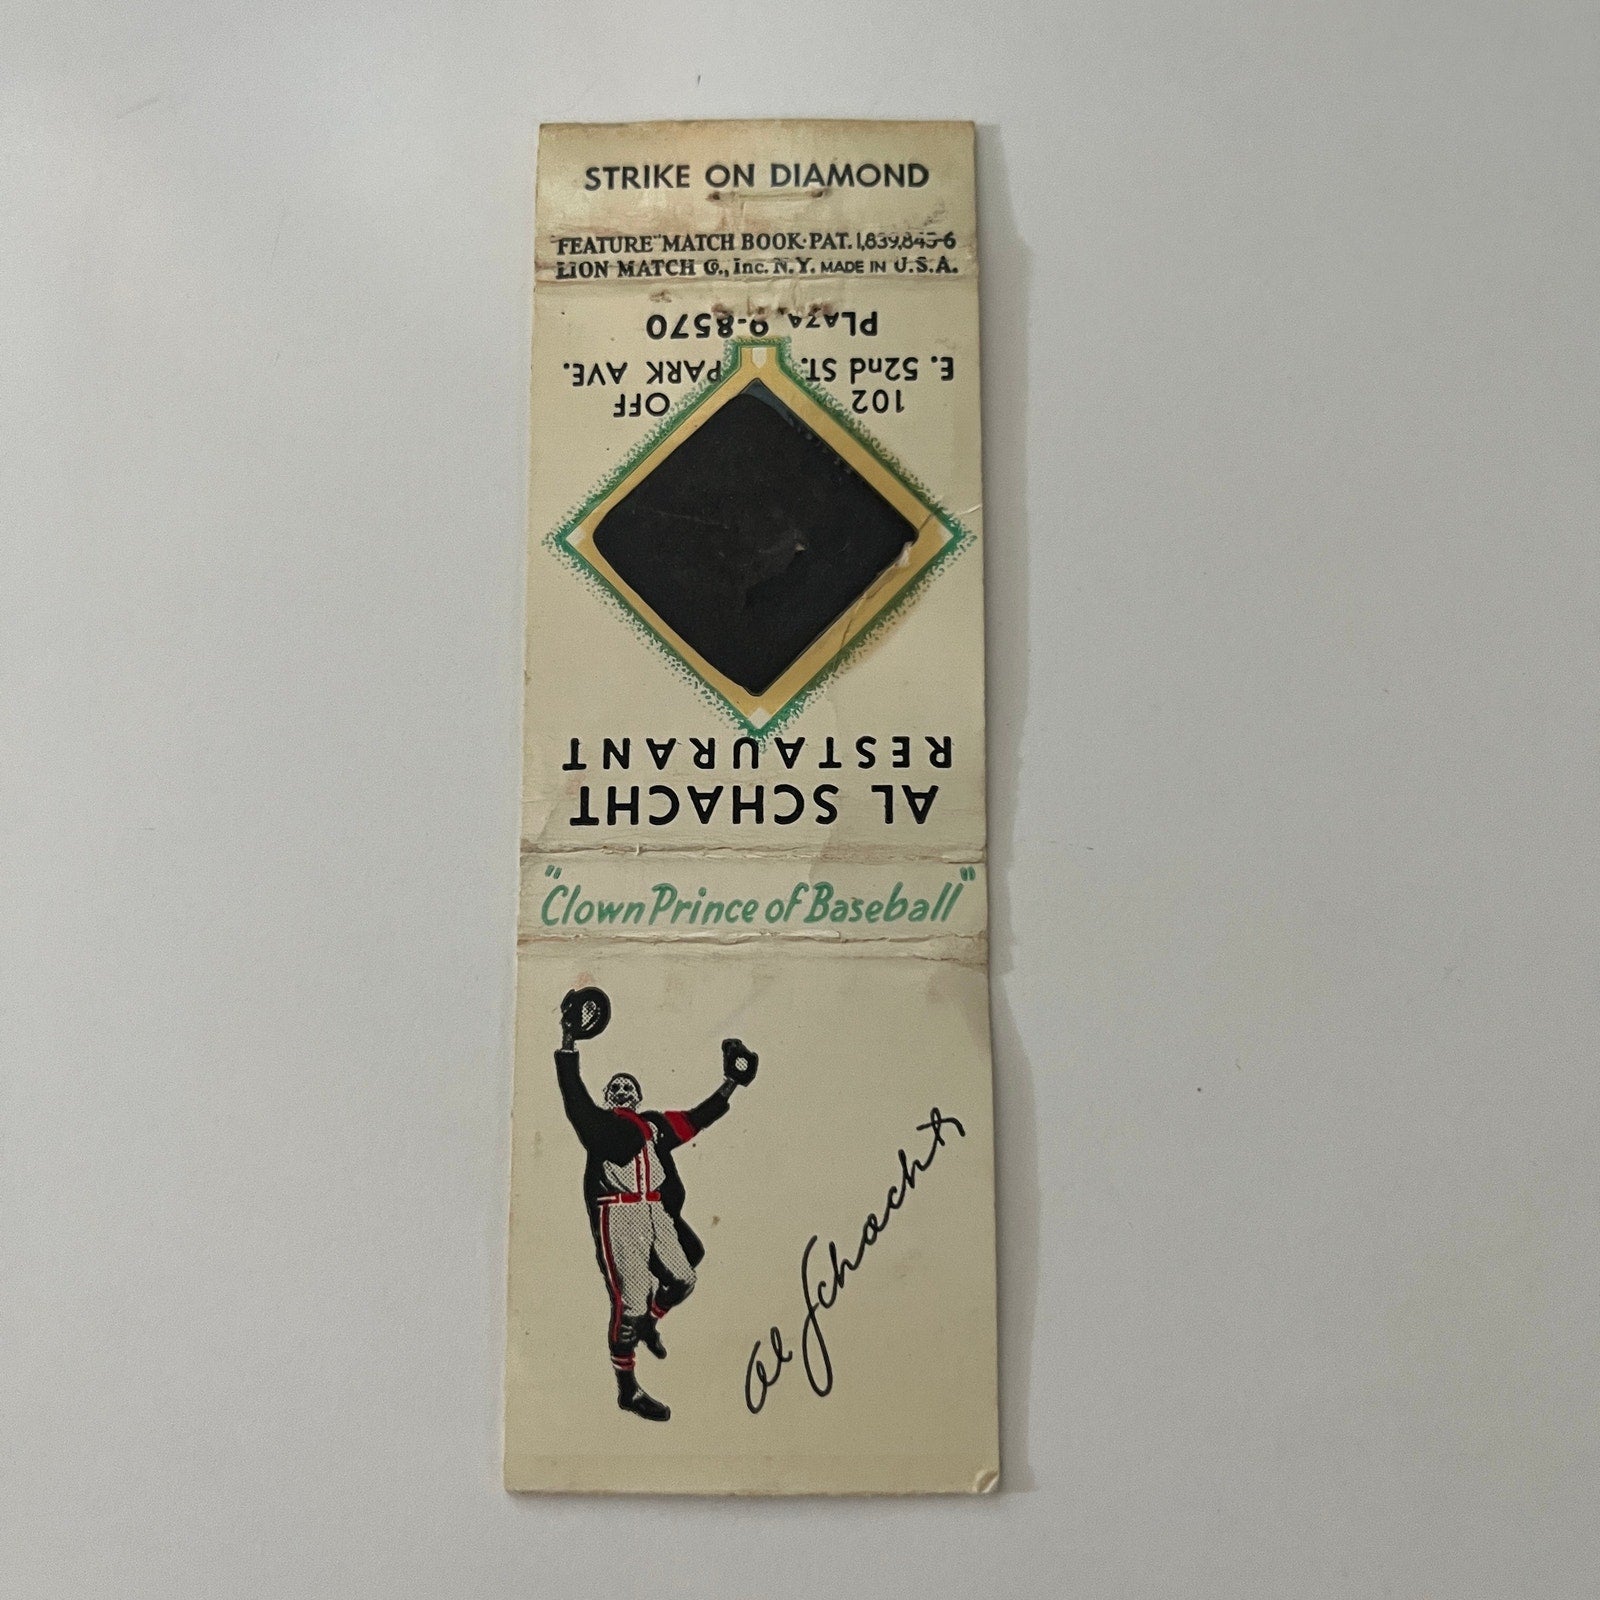 STRIKE ON DIAMOND
"FEATURE" MATCH BOOK·PAT. 1,839,845-6
LION MATCH Co., Inc. N.Y. MADE IN U.S.A.
AL SCHACHT
RESTAURANT
102 OFF
E. 52nd ST. PARK AVE.
PLAZA 9-8570
"Clown Prince of Baseball"
Al Schacht